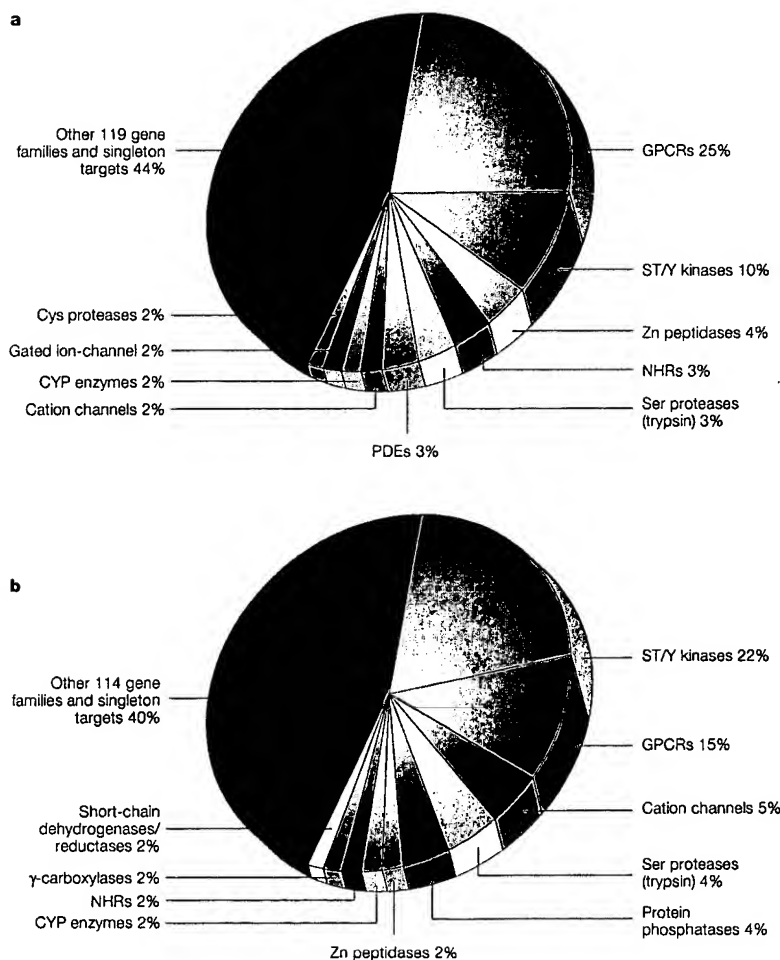 a
Other 119 gene
families and singleton
targets 44%
GPCRs 25%
ST/Y kinases 10%
Zn peptidases 4%
NHRs 3%
Ser proteases
(trypsin) 3%
PDEs 3%
Cation channels 2%
CYP enzymes 2%
Gated ion-channel 2%
Cys proteases 2%
b
Other 114 gene
families and singleton
targets 40%
ST/Y kinases 22%
GPCRs 15%
Cation channels 5%
Ser proteases
(trypsin) 4%
Protein
phosphatases 4%
Zn peptidases 2%
CYP enzymes 2%
NHRs 2%
γ-carboxylases 2%
Short-chain
dehydrogenases/
reductases 2%